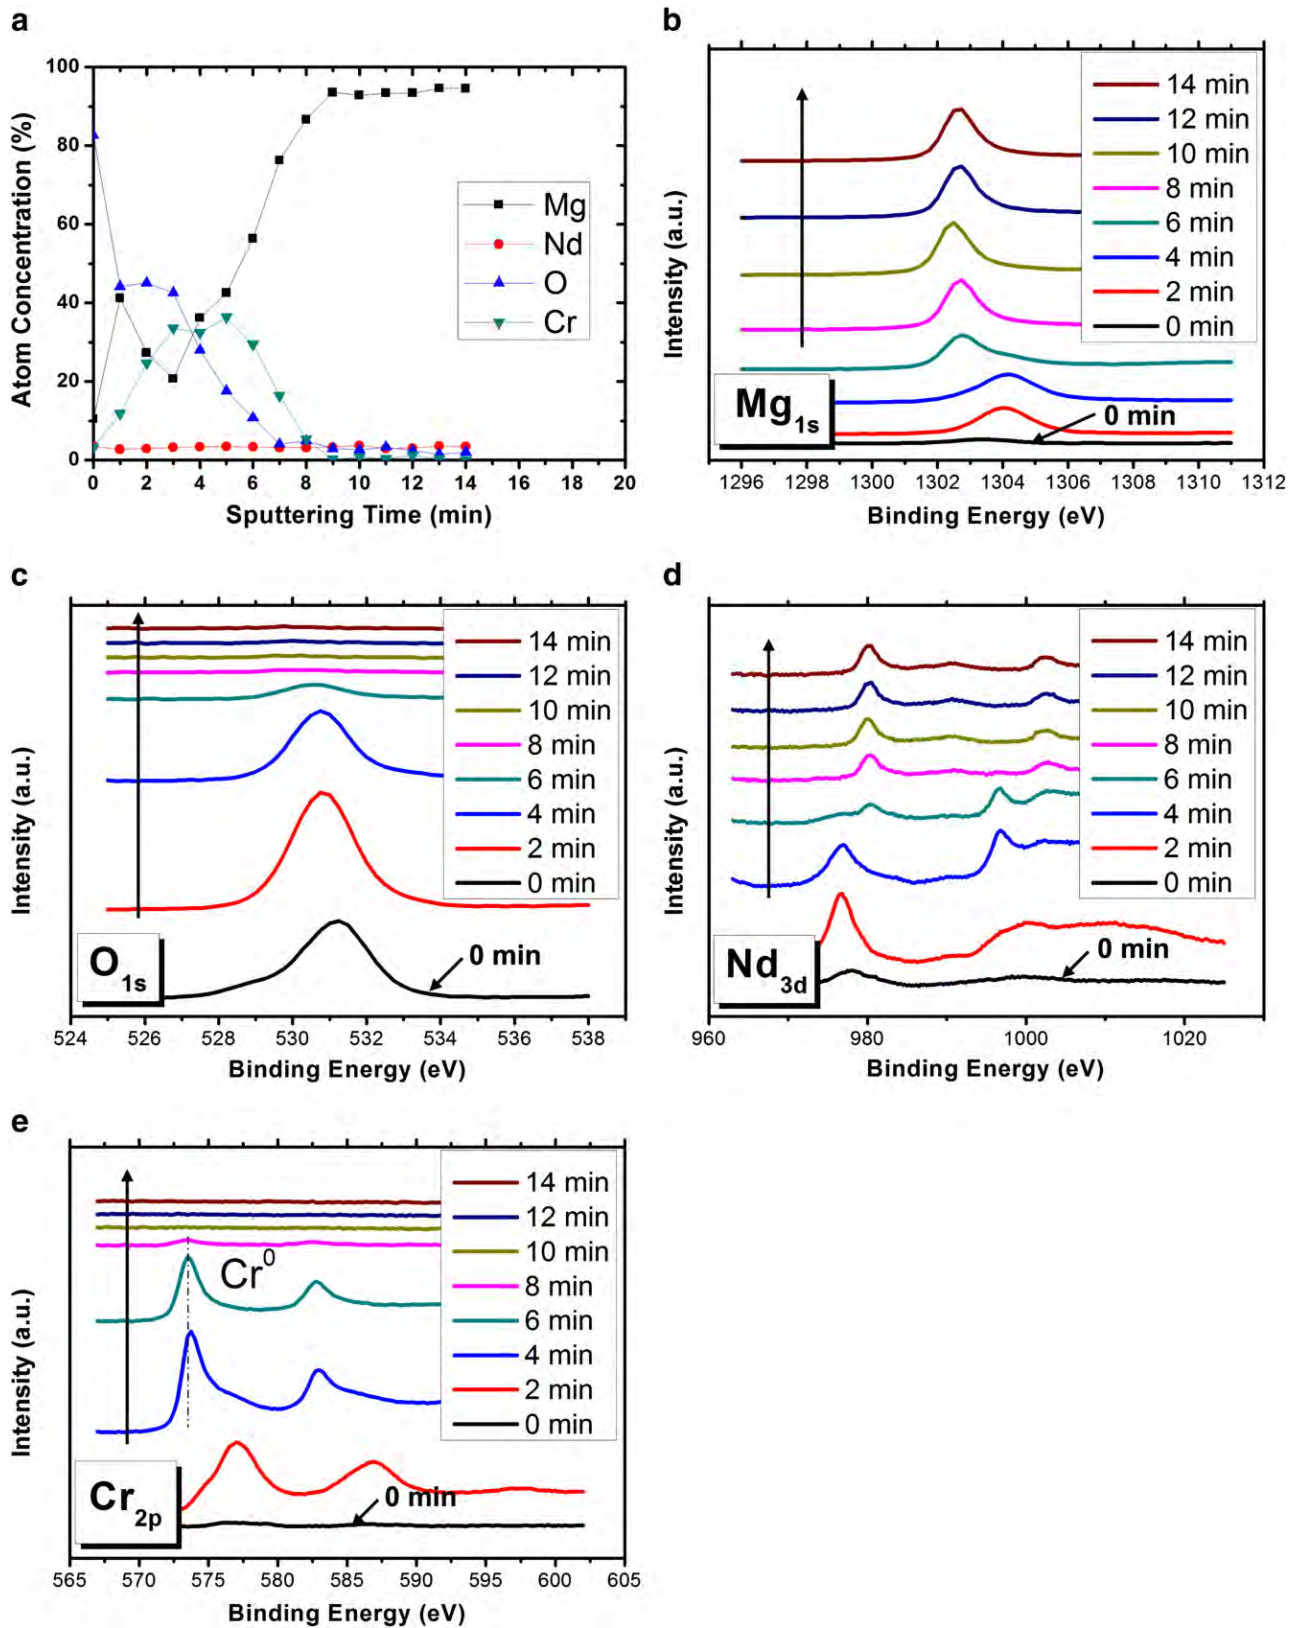 a
100
80
60
40
20
0
Atom Concentration (%)
Mg
Nd
O
Cr
0 2 4 6 8 10 12 14 16 18 20
Sputtering Time (min)
b
Intensity (a.u.)
14 min
12 min
10 min
8 min
6 min
4 min
2 min
0 min
Mg1s
0 min
1296 1298 1300 1302 1304 1306 1308 1310 1312
Binding Energy (eV)
c
Intensity (a.u.)
14 min
12 min
10 min
8 min
6 min
4 min
2 min
0 min
O1s
0 min
524 526 528 530 532 534 536 538
Binding Energy (eV)
d
Intensity (a.u.)
14 min
12 min
10 min
8 min
6 min
4 min
2 min
0 min
Nd3d
0 min
960 980 1000 1020
Binding Energy (eV)
e
Intensity (a.u.)
14 min
12 min
10 min
8 min
6 min
4 min
2 min
0 min
Cr0
Cr2p
0 min
565 570 575 580 585 590 595 600 605
Binding Energy (eV)